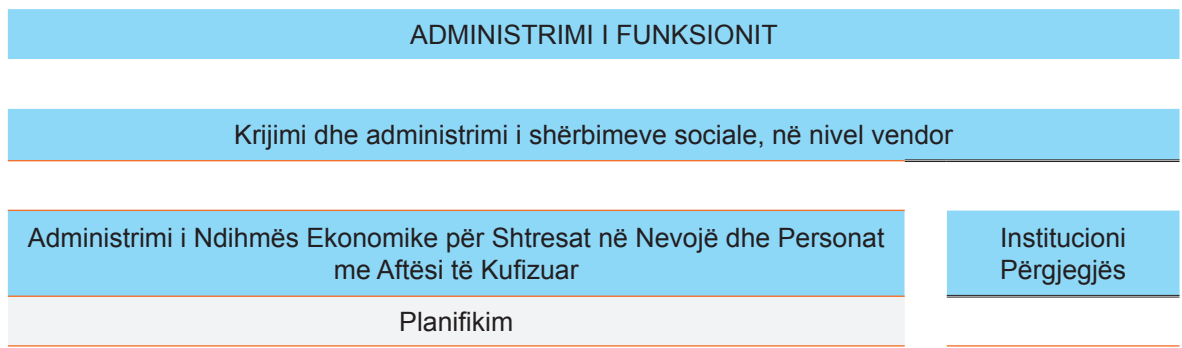 ADMINISTRIMI I FUNKSIONIT
Krijimi dhe administrimi i shërbimeve sociale, në nivel vendor
Administrimi i Ndihmës Ekonomike për Shtresat në Nevojë dhe Personat
me Aftësi të Kufizuar
Institucioni
Përgjegjës
Planifikim